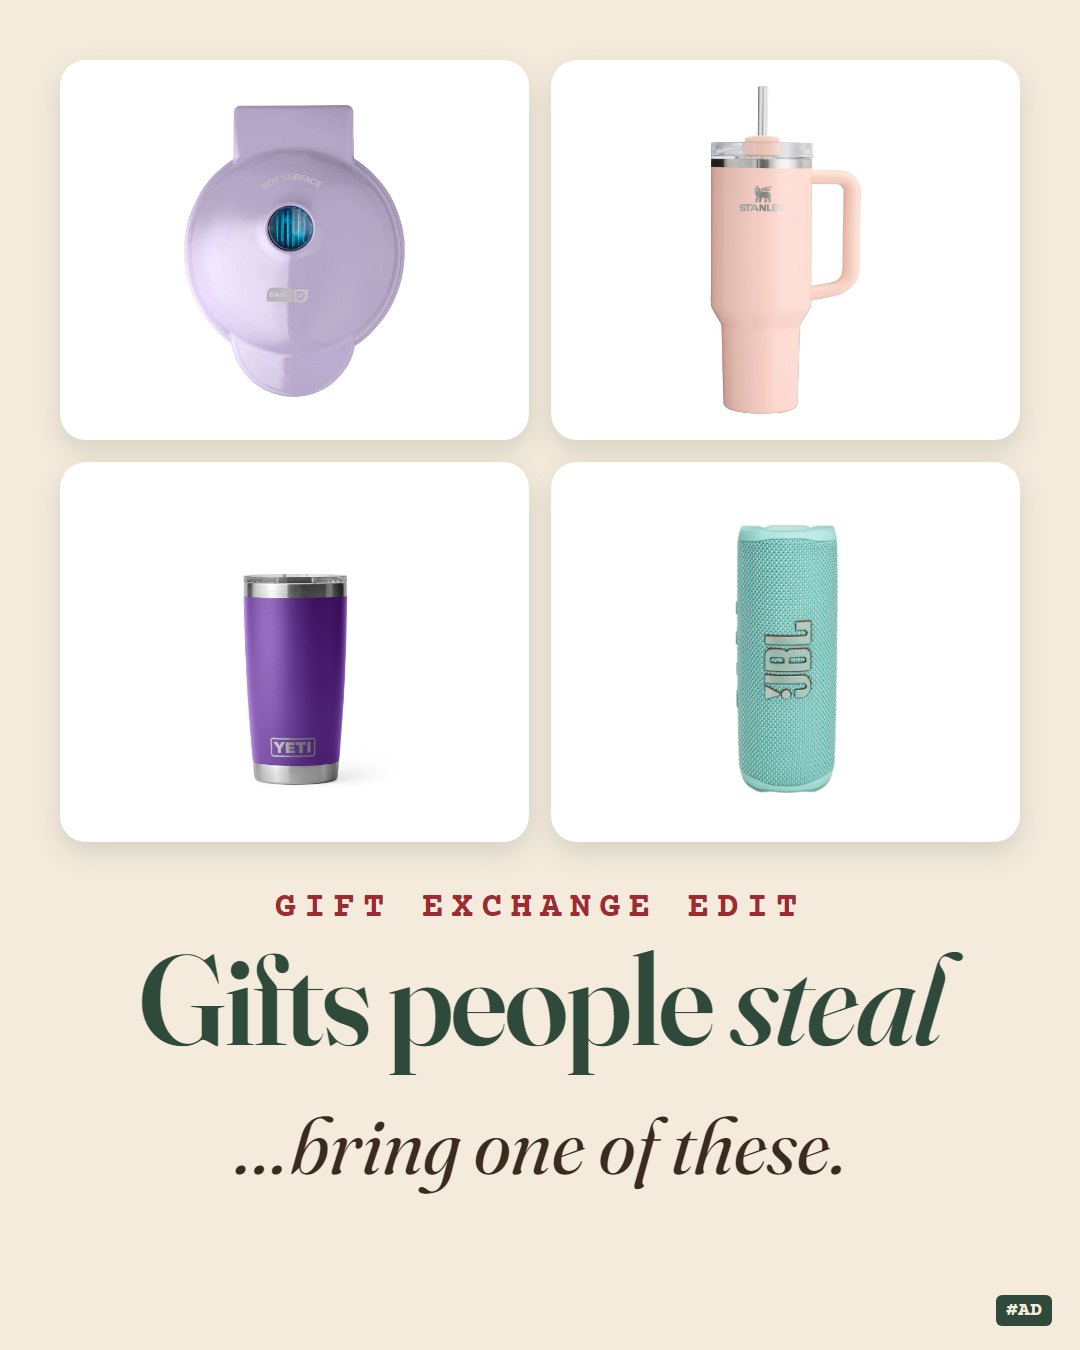 HOT SURFACE
DASH
STANLEY
YETI
JBL
GIFT EXCHANGE EDIT
Gifts people steal
...bring one of these.
#AD